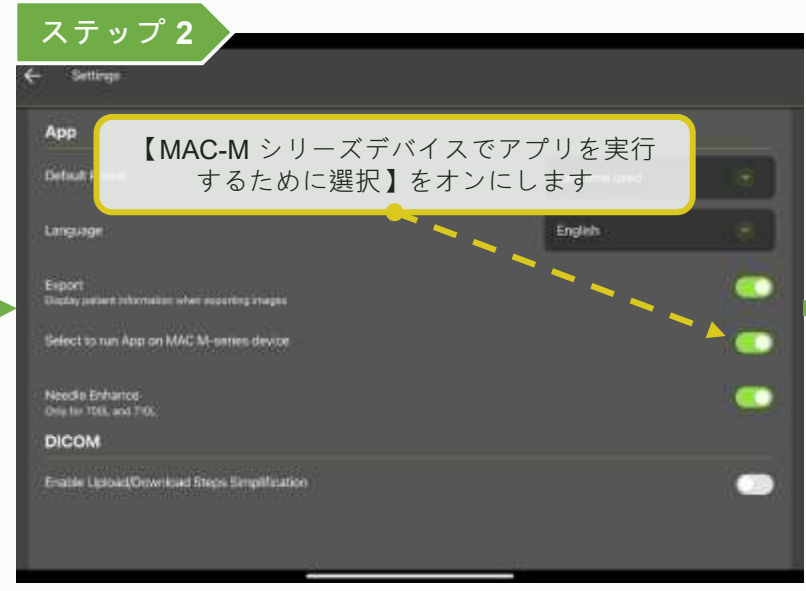 ステップ 2
Settings
App
【MAC-M シリーズデバイスでアプリを実行
するために選択】をオンにします
Default
used
Language
English
Export
Display patient information when exporting images
Select to run App on MAC M-series device
Needle Enhance
Only for 700L and 710L
DICOM
Enable Upload/Download Steps Simplification